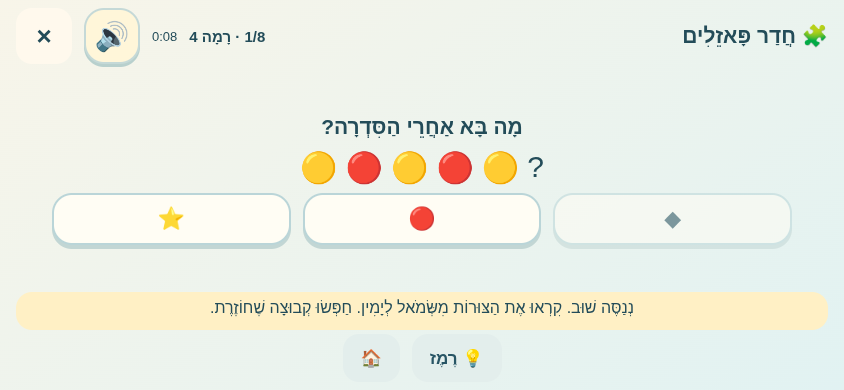 🧩 חֲדַר פָּאזֵלִים
1/8 · רָמָה 4
0:08
✕
מָה בָּא אַחֲרֵי הַסִּדְרָה?
?
נְנַסֶּה שׁוּב. קִרְאוּ אֶת הַצּוּרוֹת מִשְּׂמֹאל לְיָמִין. חַפְּשׂוּ קְבוּצָה שֶׁחוֹזֶרֶת.
💡 רֶמֶז